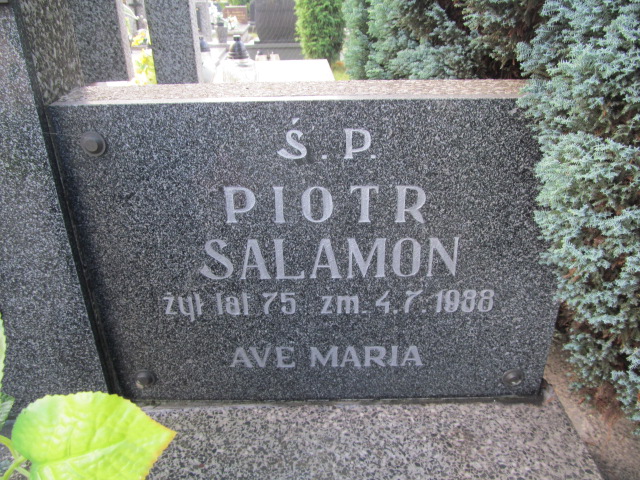 Ś. P.
PIOTR
SALAMON
żył lat 75 zm. 4.7.1988
AVE MARIA